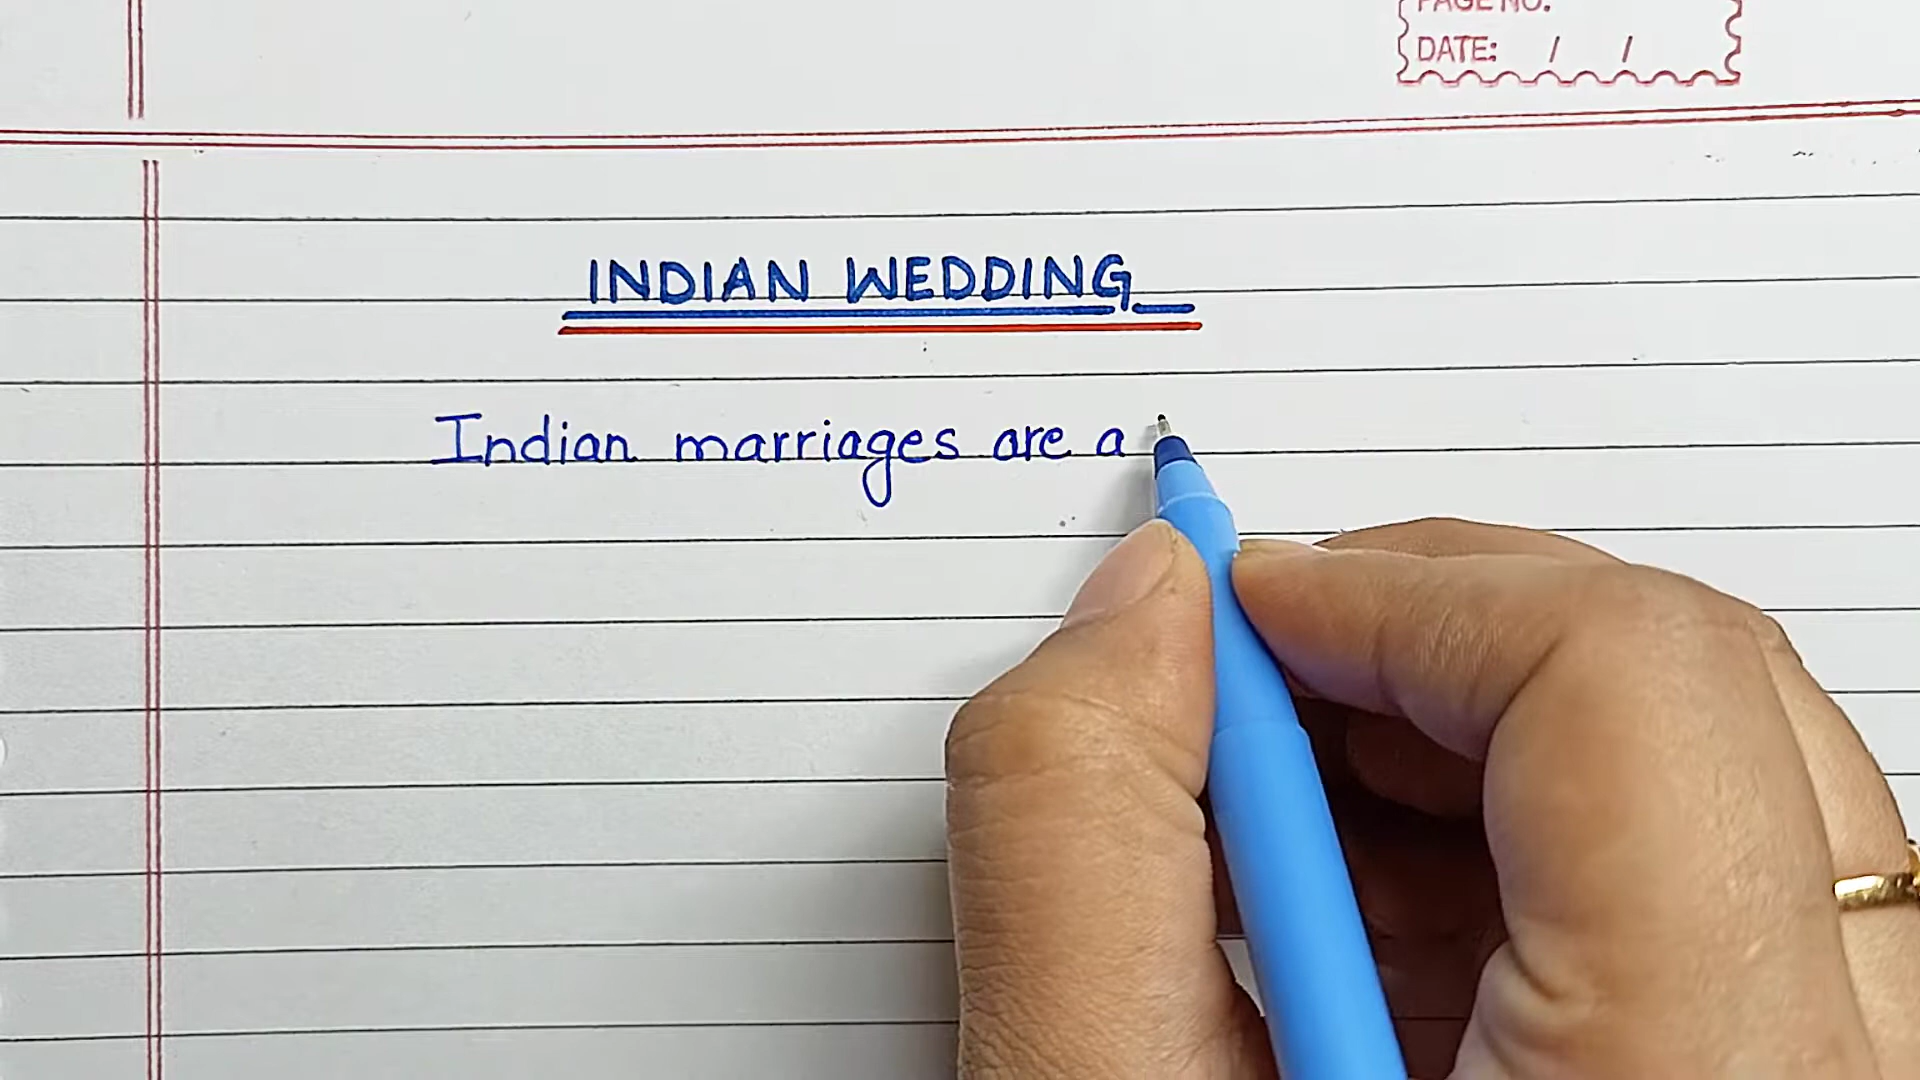 PAGE NO.
DATE: / /
INDIAN WEDDING
Indian marriages are a